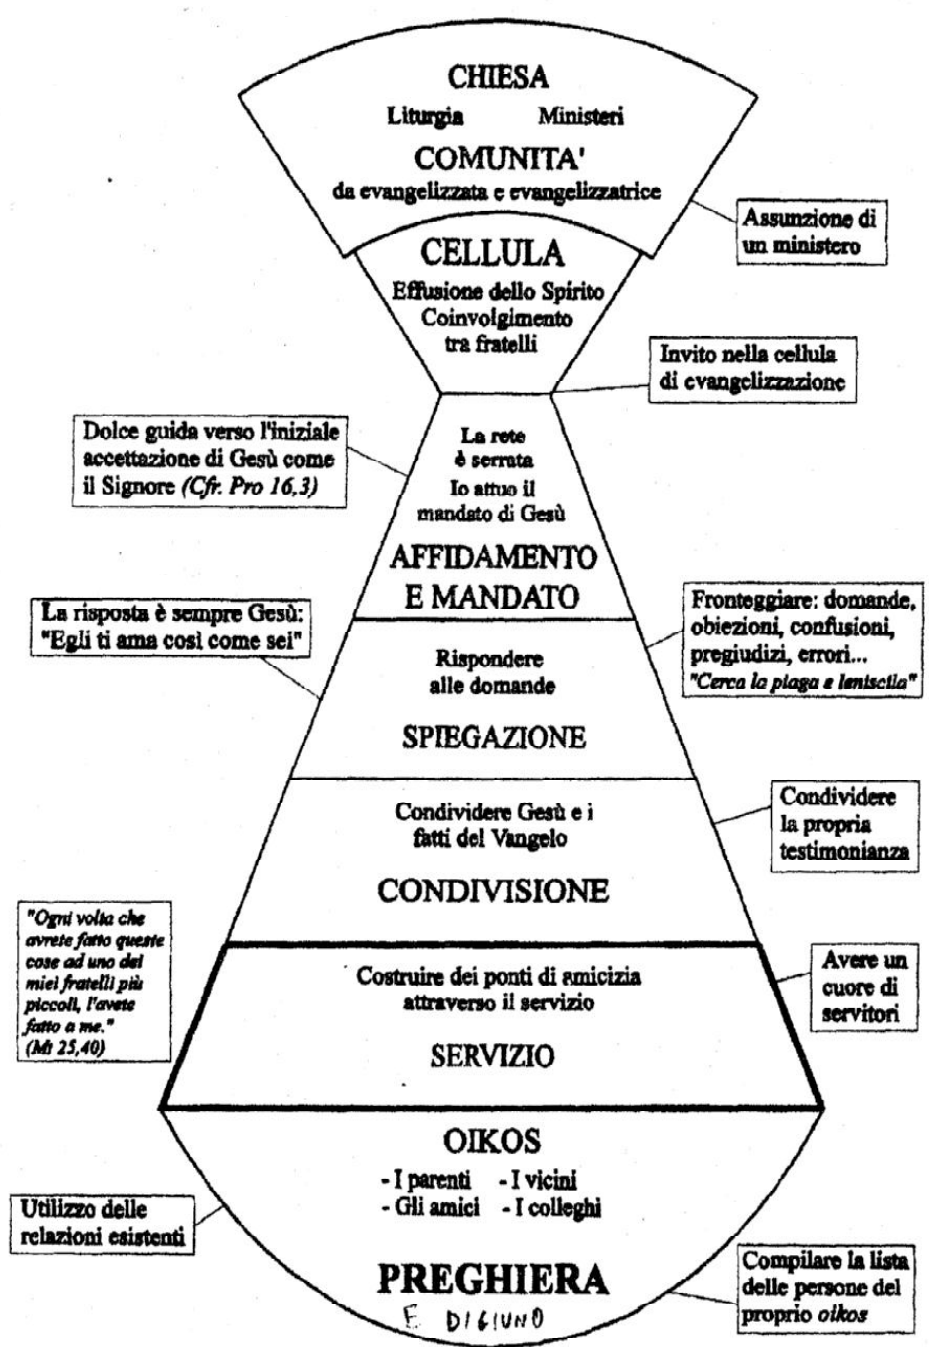 CHIESA
Liturgia Ministeri
COMUNITA'
da evangelizzata e evangelizzatrice
Assunzione di
un ministero
CELLULA
Effusione dello Spirito
Coinvolgimento
tra fratelli
Invito nella cellula
di evangelizzazione
Dolce guida verso l'iniziale
accettazione di Gesù come
il Signore (Cfr. Pro 16,3)
La rete
è serrata
Io attuo il
mandato di Gesù
AFFIDAMENTO
E MANDATO
La risposta è sempre Gesù:
"Egli ti ama così come sei"
Fronteggiare: domande,
obiezioni, confusioni,
pregiudizi, errori...
"Cerca la piaga e leniscila"
Rispondere
alle domande
SPIEGAZIONE
Condividere Gesù e i
fatti del Vangelo
CONDIVISIONE
Condividere
la propria
testimonianza
"Ogni volta che
avrete fatto queste
cose ad uno dei
miei fratelli più
piccoli, l'avete
fatto a me."
(Mt 25,40)
Costruire dei ponti di amicizia
attraverso il servizio
SERVIZIO
Avere un
cuore di
servitori
OIKOS
- I parenti - I vicini
- Gli amici - I colleghi
Utilizzo delle
relazioni esistenti
PREGHIERA
E DIGIUNO
Compilare la lista
delle persone del
proprio oikos